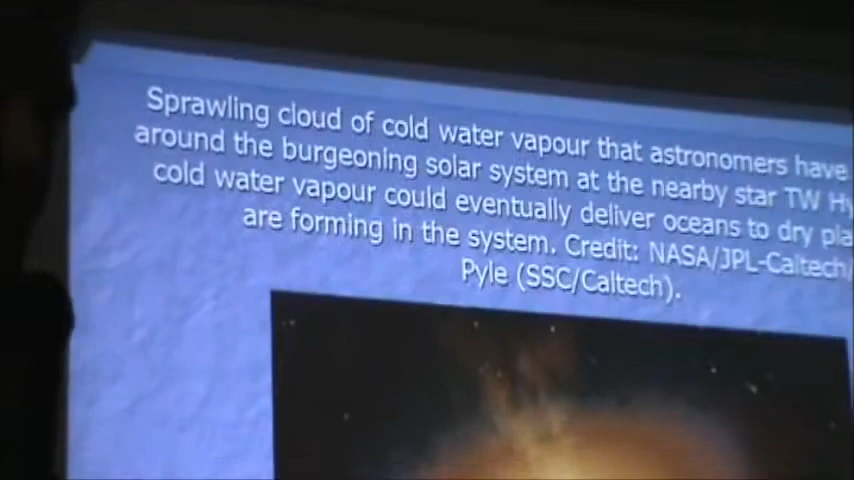 Sprawling cloud of cold water vapour that astronomers have
around the burgeoning solar system at the nearby star TW
cold water vapour could eventually deliver oceans to dry
are forming in the system. Credit: NASA/JPL-Caltech/
Pyle (SSC/Caltech).